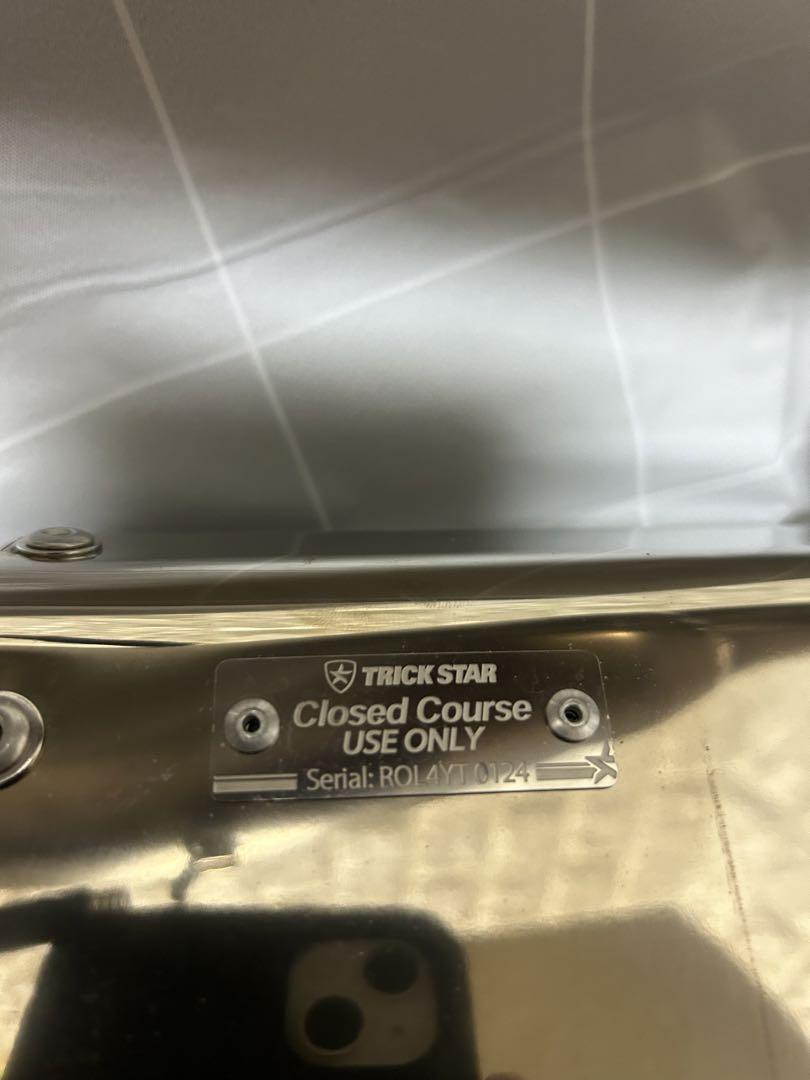 TRICK STAR
Closed Course
USE ONLY
Serial: ROL4YT 0124